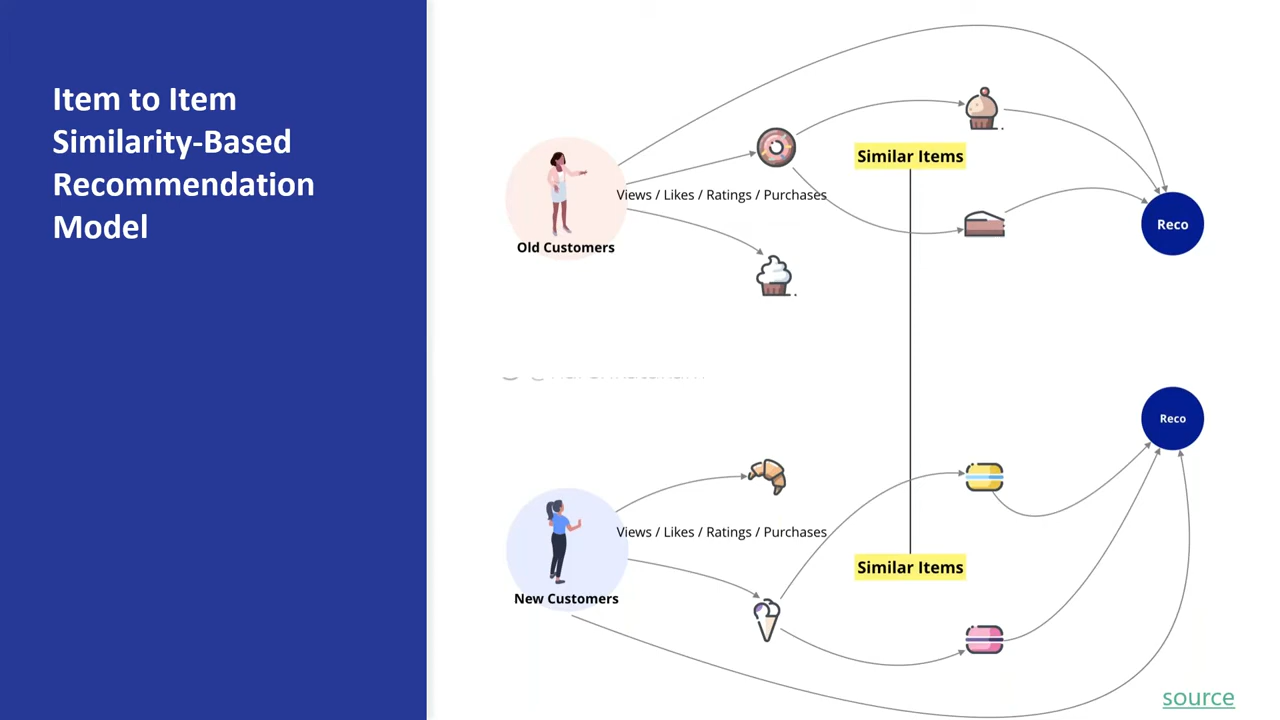 Item to Item
Similarity-Based
Recommendation
Model
Similar Items
Views / Likes / Ratings / Purchases
Reco
Old Customers
Reco
Views / Likes / Ratings / Purchases
Similar Items
New Customers
source